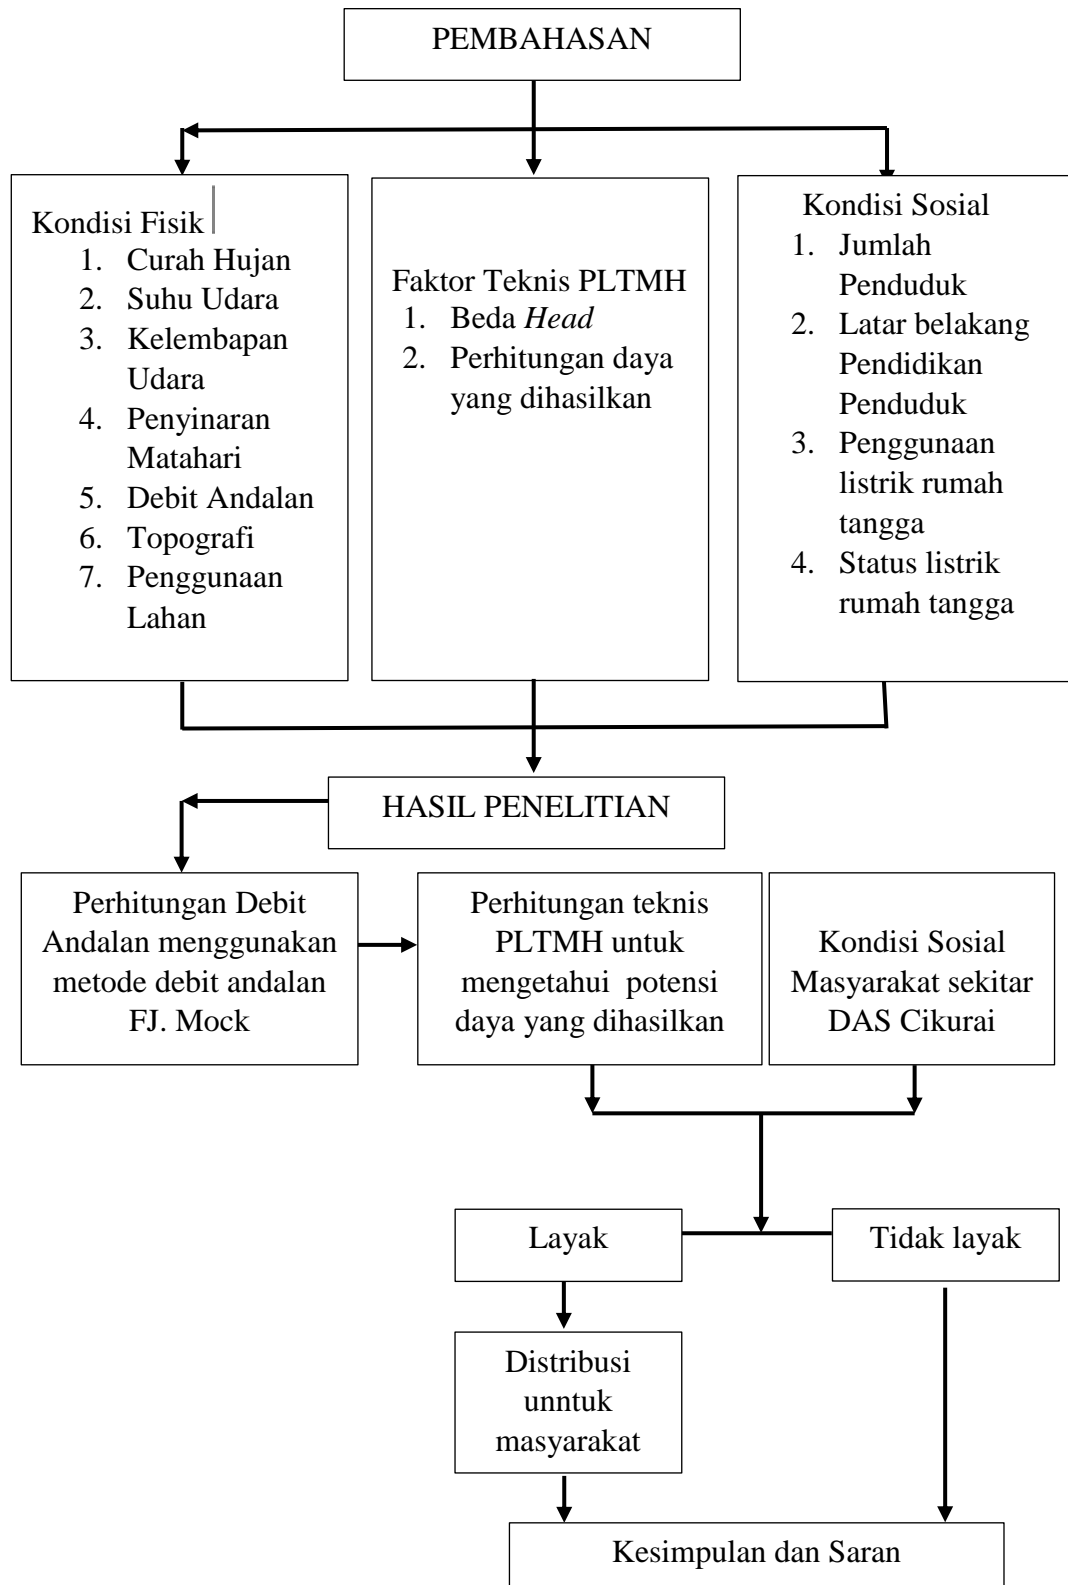 PEMBAHASAN
Kondisi Fisik
1. Curah Hujan
2. Suhu Udara
3. Kelembapan
Udara
4. Penyinaran
Matahari
5. Debit Andalan
6. Topografi
7. Penggunaan
Lahan
Faktor Teknis PLTMH
1. Beda Head
2. Perhitungan daya
yang dihasilkan
Kondisi Sosial
1. Jumlah
Penduduk
2. Latar belakang
Pendidikan
Penduduk
3. Penggunaan
listrik rumah
tangga
4. Status listrik
rumah tangga
HASIL PENELITIAN
Perhitungan Debit
Andalan menggunakan
metode debit andalan
FJ. Mock
Perhitungan teknis
PLTMH untuk
mengetahui potensi
daya yang dihasilkan
Kondisi Sosial
Masyarakat sekitar
DAS Cikurai
Layak
Tidak layak
Distribusi
unntuk
masyarakat
Kesimpulan dan Saran